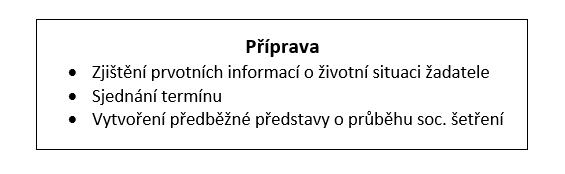 Příprava
• Zjištění prvotních informací o životní situaci žadatele
• Sjednání termínu
• Vytvoření předběžné představy o průběhu soc. šetření